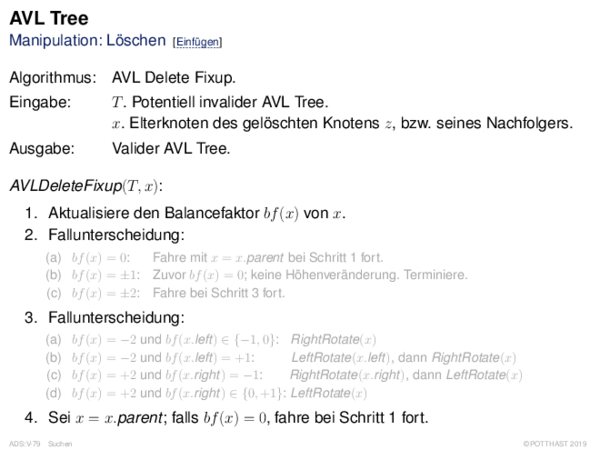 AVL Tree
Manipulation: Löschen [Einfügen]
Algorithmus: AVL Delete Fixup.
Eingabe: T. Potentiell invalider AVL Tree.
x. Elterknoten des gelöschten Knotens z, bzw. seines Nachfolgers.
Ausgabe: Valider AVL Tree.
AVLDeleteFixup(T, x):
1. Aktualisiere den Balancefaktor bf(x) von x.
2. Fallunterscheidung:
(a) bf(x) = 0: Fahre mit x = x.parent bei Schritt 1 fort.
(b) bf(x) = ±1: Zuvor bf(x) = 0; keine Höhenveränderung. Terminiere.
(c) bf(x) = ±2: Fahre bei Schritt 3 fort.
3. Fallunterscheidung:
(a) bf(x) = −2 und bf(x.left) ∈ {−1, 0}: RightRotate(x)
(b) bf(x) = −2 und bf(x.left) = +1: LeftRotate(x.left), dann RightRotate(x)
(c) bf(x) = +2 und bf(x.right) = −1: RightRotate(x.right), dann LeftRotate(x)
(d) bf(x) = +2 und bf(x.right) ∈ {0, +1}: LeftRotate(x)
4. Sei x = x.parent; falls bf(x) = 0, fahre bei Schritt 1 fort.
ADS:V-79 Suchen ©POTTHAST 2019